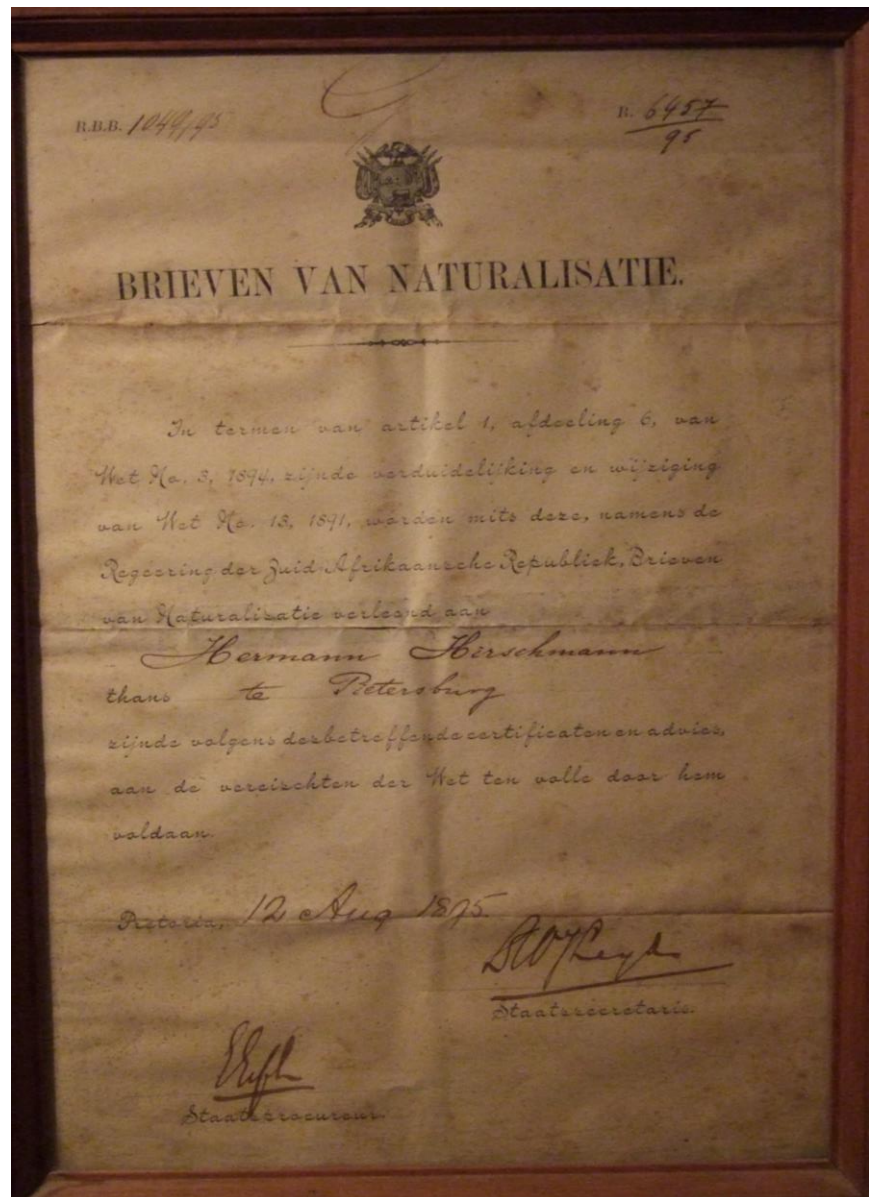 R.B.B. 1049/95
R. 6457
95
BRIEVEN VAN NATURALISATIE.
In termen van artikel 1, afdeeling 6, van
Wet No. 3, 1894, zijnde verduidelijking en wijziging
van Wet No. 13, 1891, worden mits deze, namens de
Regeering der Zuid-Afrikaansche Republiek, Brieven
van Naturalisatie verleend aan
Hermann Hirschmann
thans te Pietersburg
zijnde volgens desbetreffende certificaten en advies,
aan de vereischten der Wet ten volle door hem
voldaan.
Pretoria, 12 Aug 1895.
Staatssecretaris.
Staatsprocureur.